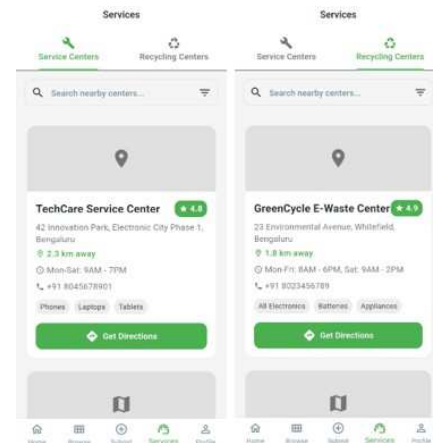 Services
Service Centers
Recycling Centers
Search nearby centers...
TechCare Service Center
★ 4.8
42 Innovation Park, Electronic City Phase 1,
Bengaluru
2.3 km away
Mon-Sat: 9AM - 7PM
+91 8045678901
Phones Laptops Tablets
Get Directions
Home Browse Submit Services Profile
Services
Service Centers
Recycling Centers
Search nearby centers...
GreenCycle E-Waste Center
★ 4.9
23 Environmental Avenue, Whitefield,
Bengaluru
1.8 km away
Mon-Fri: 8AM - 6PM, Sat: 9AM - 2PM
+91 8023456789
All Electronics Batteries Appliances
Get Directions
Home Browse Submit Services Profile